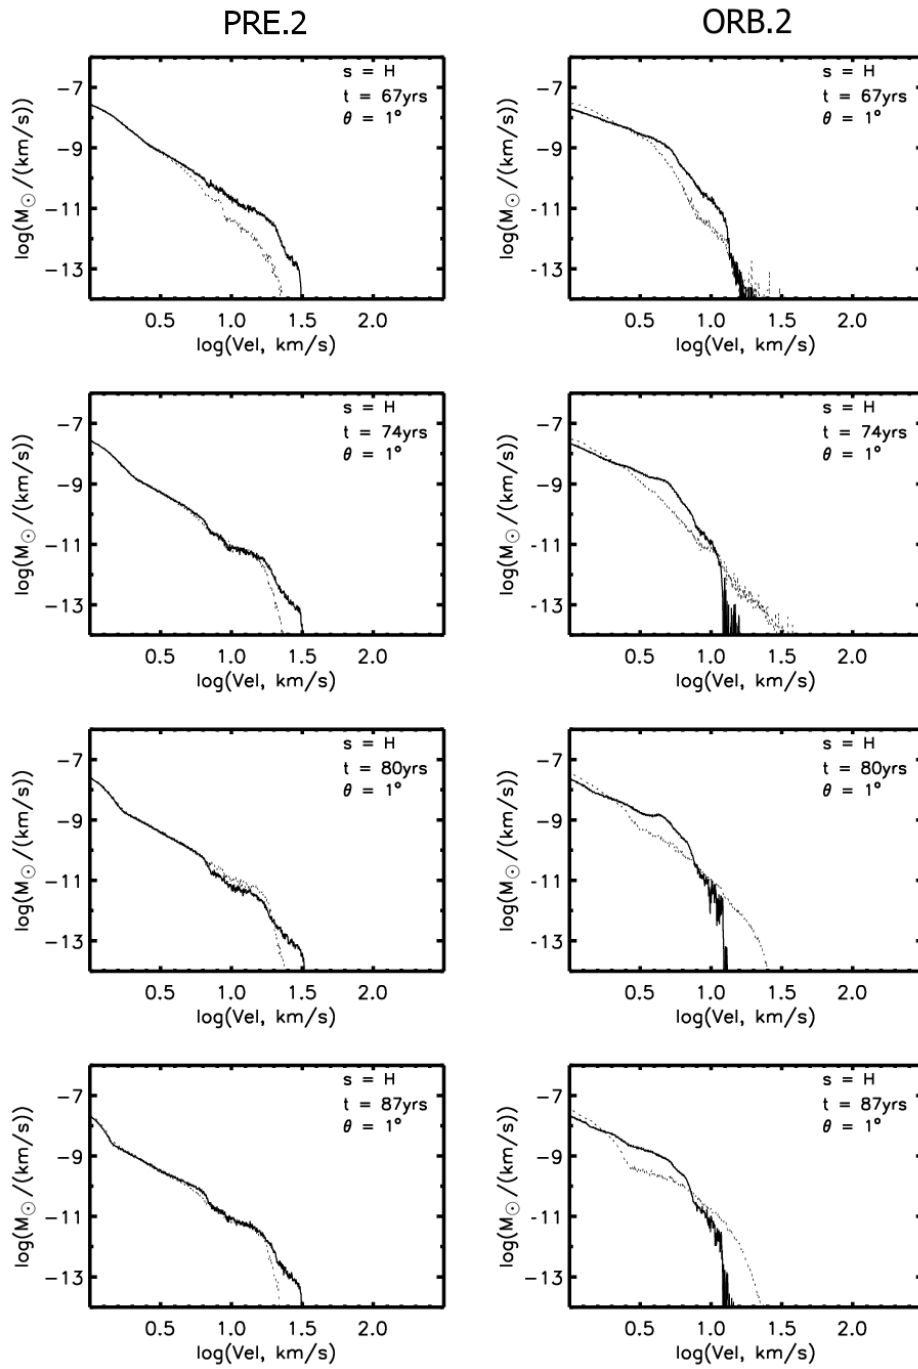 PRE.2 ORB.2
s = H
t = 67yrs
θ = 1°
log(M☉/(km/s))
-7
-9
-11
-13
0.5 1.0 1.5 2.0
log(Vel, km/s)
s = H
t = 67yrs
θ = 1°
log(M☉/(km/s))
-7
-9
-11
-13
0.5 1.0 1.5 2.0
log(Vel, km/s)
s = H
t = 74yrs
θ = 1°
log(M☉/(km/s))
-7
-9
-11
-13
0.5 1.0 1.5 2.0
log(Vel, km/s)
s = H
t = 74yrs
θ = 1°
log(M☉/(km/s))
-7
-9
-11
-13
0.5 1.0 1.5 2.0
log(Vel, km/s)
s = H
t = 80yrs
θ = 1°
log(M☉/(km/s))
-7
-9
-11
-13
0.5 1.0 1.5 2.0
log(Vel, km/s)
s = H
t = 80yrs
θ = 1°
log(M☉/(km/s))
-7
-9
-11
-13
0.5 1.0 1.5 2.0
log(Vel, km/s)
s = H
t = 87yrs
θ = 1°
log(M☉/(km/s))
-7
-9
-11
-13
0.5 1.0 1.5 2.0
log(Vel, km/s)
s = H
t = 87yrs
θ = 1°
log(M☉/(km/s))
-7
-9
-11
-13
0.5 1.0 1.5 2.0
log(Vel, km/s)